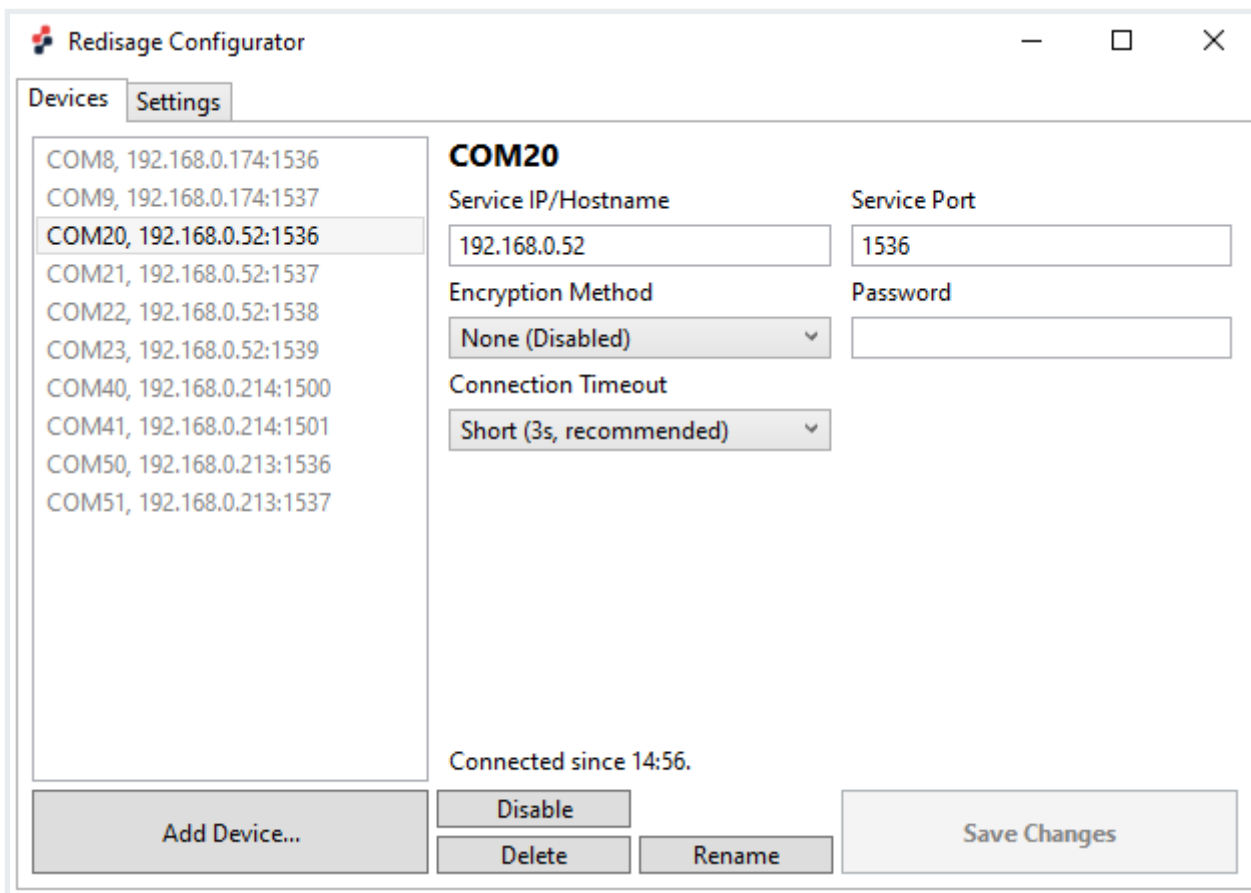 Redisage Configurator
Devices
Settings
COM8, 192.168.0.174:1536
COM9, 192.168.0.174:1537
COM20, 192.168.0.52:1536
COM21, 192.168.0.52:1537
COM22, 192.168.0.52:1538
COM23, 192.168.0.52:1539
COM40, 192.168.0.214:1500
COM41, 192.168.0.214:1501
COM50, 192.168.0.213:1536
COM51, 192.168.0.213:1537
Add Device...
COM20
Service IP/Hostname
Service Port
192.168.0.52
1536
Encryption Method
Password
None (Disabled)
Connection Timeout
Short (3s, recommended)
Connected since 14:56.
Disable
Delete
Rename
Save Changes